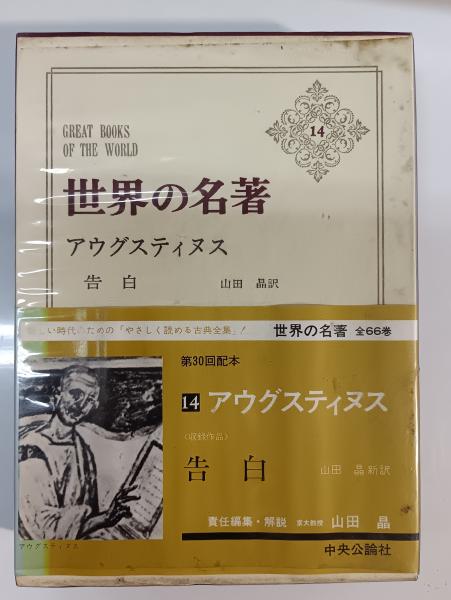 GREAT BOOKS
OF THE WORLD
14
世界の名著
アウグスティヌス
告白
山田 晶訳
しい時代のための「やさしく読める古典全集」!
世界の名著 全66巻
第30回配本
14 アウグスティヌス
〈収録作品〉
告白
山田 晶新訳
責任編集・解説 京大教授 山田 晶
中央公論社
アウグスティヌス